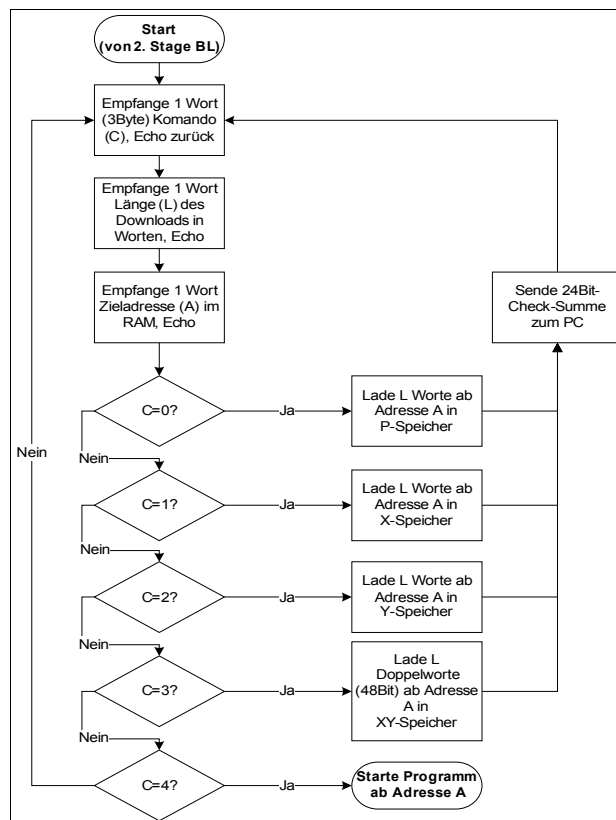 Start
(von 2. Stage BL)
Empfange 1 Wort
(3Byte) Komando
(C), Echo zurück
Empfange 1 Wort
Länge (L) des
Downloads in
Worten, Echo
Empfange 1 Wort
Zieladresse (A) im
RAM, Echo
Sende 24Bit-
Check-Summe
zum PC
C=0?
Ja
Lade L Worte ab
Adresse A in
P-Speicher
Nein
Nein
C=1?
Ja
Lade L Worte ab
Adresse A in
X-Speicher
Nein
C=2?
Ja
Lade L Worte ab
Adresse A in
Y-Speicher
Nein
C=3?
Ja
Lade L
Doppelworte
(48Bit) ab Adresse
A in
XY-Speicher
Nein
C=4?
Ja
Starte Programm
ab Adresse A